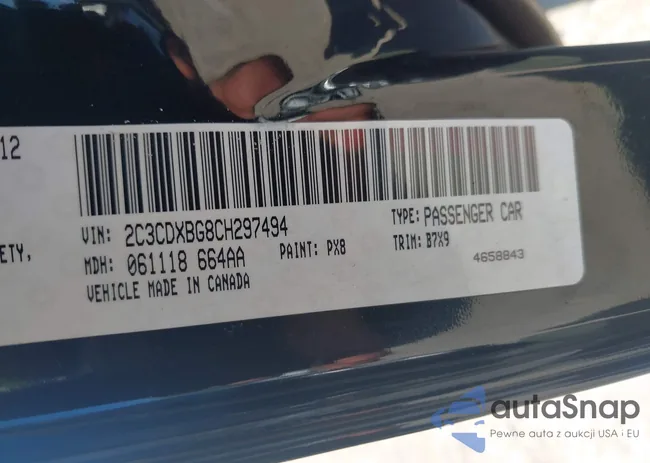 12
VIN: 2C3CDXBG8CH297494
TYPE: PASSENGER CAR
ETY,
MDH: 061118 664AA
PAINT: PX8
TRIM: B7X9
VEHICLE MADE IN CANADA
4658843
autaSnap
Pewne auta z aukcji USA i EU